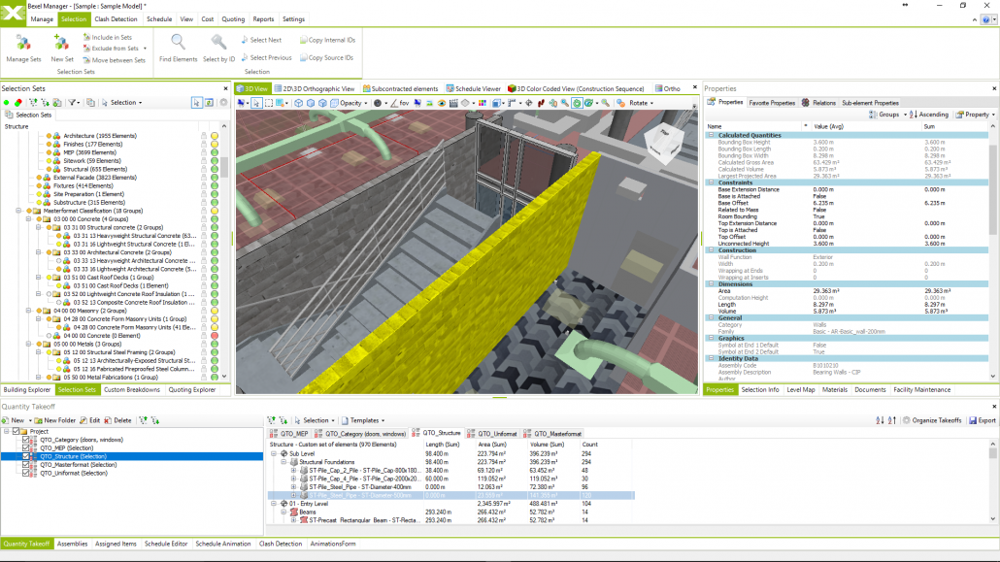 Bexel Manager - [Sample : Sample Model] *
Manage Selection Clash Detection Schedule View Cost Quoting Reports Settings
Manage Sets New Set Include in Sets Exclude from Sets Move between Sets Find Elements Select by ID Select Next Select Previous Copy Internal IDs Copy Source IDs
Selection Sets Selection
Selection Sets
Selection
Selection Sets
Structure
Architecture (1955 Elements)
Finishes (177 Elements)
MEP (3699 Elements)
Sitework (59 Elements)
Structural (655 Elements)
External Facade (3823 Elements)
Fixtures (414 Elements)
Site Preparation (1 Element)
Substructure (315 Elements)
Masterformat Classification (18 Groups)
03 00 00 Concrete (4 Groups)
03 31 00 Structural concrete (2 Groups)
03 31 13 Heavyweight Structural Concrete (63...
03 31 16 Lightweight Structural Concrete (1 El...
03 33 00 Architectural Concrete (2 Groups)
03 33 13 Heavyweight Architectural Concrete ...
03 33 16 Lightweight Architectural Concrete (5...
03 51 00 Cast Roof Decks (1 Group)
03 51 00 Cast Roof Decks (1 Element)
03 52 00 Lightweight Concrete Roof Insulation (1 ...
03 52 13 Composite Concrete Roof Insulation (...
04 00 00 Masonry (2 Groups)
04 28 00 Concrete Form Masonry Units (1 Group)
04 28 00 Concrete Form Masonry Units (41 Ele...
04 00 00 Concrete (0 Element)
05 00 00 Metals (3 Groups)
05 12 00 Structural Steel Framing (2 Groups)
05 12 13 Architecturally-Exposed Structural St...
05 12 16 Fabricated Fireproofed Steel Column...
05 50 00 Metal Fabrications (1 Group)
Building Explorer Selection Sets Custom Breakdowns Quoting Explorer
3D View 2D\3D Orthographic View Subcontracted elements Schedule Viewer 3D Color Coded View (Construction Sequence) Ortho
Opacity fov Rotate
Properties
Properties Favorite Properties Relations Sub-element Properties
Groups Ascending Property
Name Value (Avg) Sum
Calculated Quantities
Bounding Box Height 3.600 m 3.600 m
Bounding Box Length 0.200 m 0.200 m
Bounding Box Width 8.298 m 8.298 m
Calculated Gross Area 63.429 m² 63.429 m²
Calculated Volume 5.873 m³ 5.873 m³
Largest Projected Area 29.363 m² 29.363 m²
Constraints
Base Extension Distance 0.000 m 0.000 m
Base is Attached False
Base Offset 6.235 m 6.235 m
Related to Mass False
Room Bounding True
Top Extension Distance 0.000 m 0.000 m
Top is Attached False
Top Offset 0.000 m 0.000 m
Unconnected Height 3.600 m 3.600 m
Construction
Wall Function Exterior
Width 0.200 m 0.200 m
Wrapping at Ends 0
Wrapping at Inserts 0
Dimensions
Area 29.363 m² 29.363 m²
Computation Height 0.000 m 0.000 m
Length 8.297 m 8.297 m
Volume 5.873 m³ 5.873 m³
General
Category Walls
Family Basic - AR-Basic_wall-200mm
Graphics
Symbol at End 1 Default False
Symbol at End 2 Default True
Identity Data
Assembly Code B1010210
Assembly Description Bearing Walls - CIP
Author
Properties Selection Info Level Map Materials Documents Facility Maintenance
Quantity Takeoff
New New Folder Edit Delete
Project
QTO_Category (doors, windows)
QTO_MEP (Selection)
QTO_Structure (Selection)
QTO_Masterformat (Selection)
QTO_Uniformat (Selection)
Selection Templates Organize Takeoffs Export
QTO_MEP QTO_Category (doors, windows) QTO_Structure QTO_Uniformat QTO_Masterformat
Structure - Custom set of elements (970 Elements) Length (Sum) Area (Sum) Volume (Sum) Count
Sub Level 98.400 m 223.794 m² 396.239 m³ 294
Structural Foundations 98.400 m 223.794 m² 396.239 m³ 294
ST-Pile_Cap_2_Pile - ST-Pile_Cap-800x180... 38.400 m 69.120 m² 63.452 m³ 48
ST-Pile_Cap_4_Pile - ST-Pile_Cap-2000x20... 60.000 m 119.052 m² 119.052 m³ 30
ST-Pile_Steel_Pipe - ST-Diameter-400mm 0.000 m 12.063 m² 72.380 m³ 96
ST-Pile_Steel_Pipe - ST-Diameter-500mm 0.000 m 120
01 - Entry Level 2,345.997 m² 488.481 m³ 104
Beams 293.240 m 266.432 m² 52.782 m³ 14
ST-Precast_Rectangular_Beam - ST-Recta... 293.240 m 266.432 m² 52.782 m³ 14
Quantity Takeoff Assemblies Assigned Items Schedule Editor Schedule Animation Clash Detection AnimationsForm